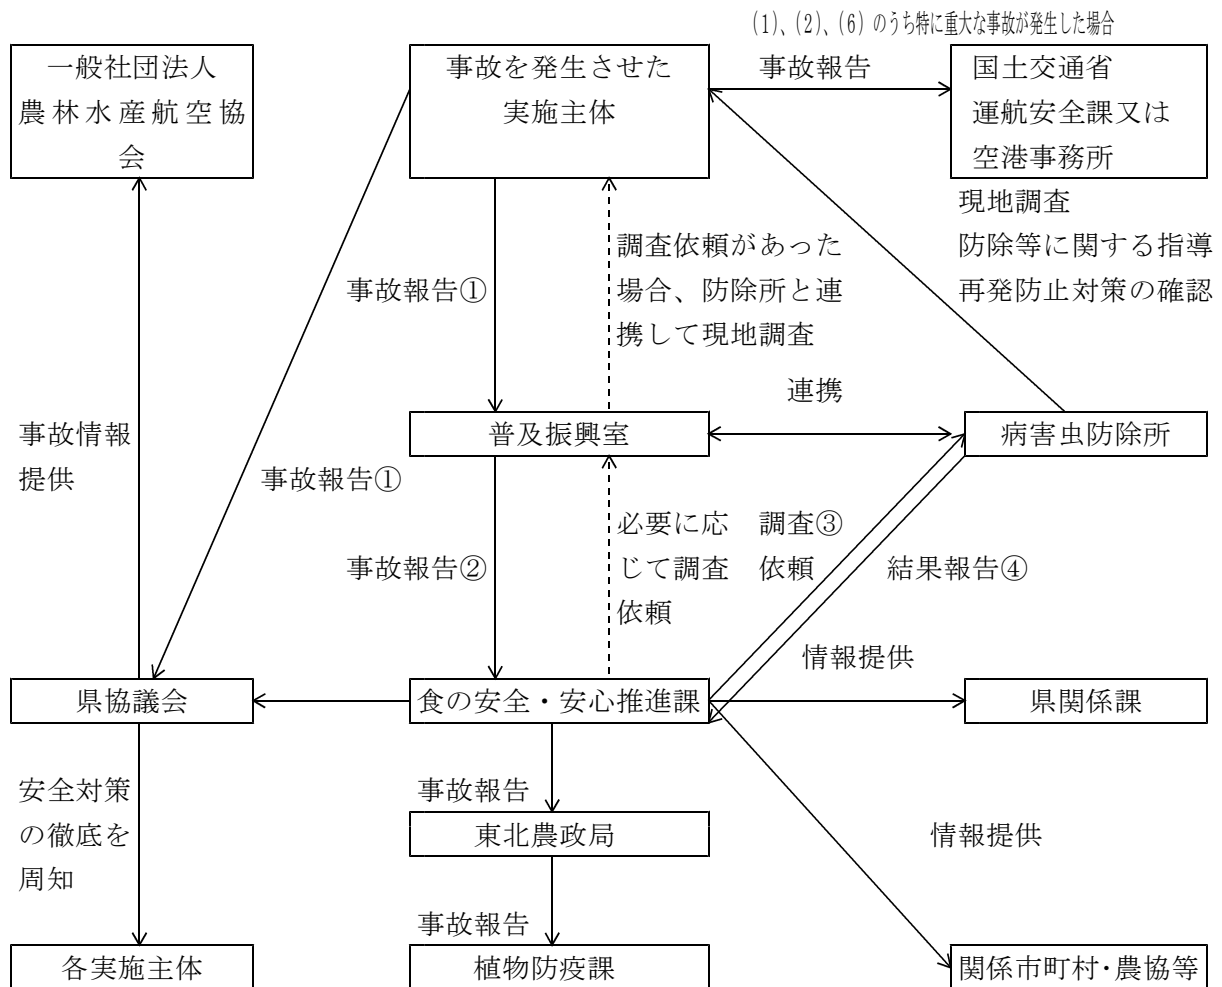 (1)、(2)、(6) のうち特に重大な事故が発生した場合
一般社団法人
農林水産航空協
会
事故を発生させた
実施主体
事故報告
国土交通省
運航安全課又は
空港事務所
現地調査
防除等に関する指導
再発防止対策の確認
事故報告①
調査依頼があった
場合、防除所と連
携して現地調査
連携
事故情報
提供
事故報告①
普及振興室
病害虫防除所
事故報告②
必要に応
じて調査
依頼
調査③
依頼
結果報告④
情報提供
県協議会
食の安全・安心推進課
県関係課
安全対策
の徹底を
周知
事故報告
東北農政局
情報提供
事故報告
各実施主体
植物防疫課
関係市町村・農協等